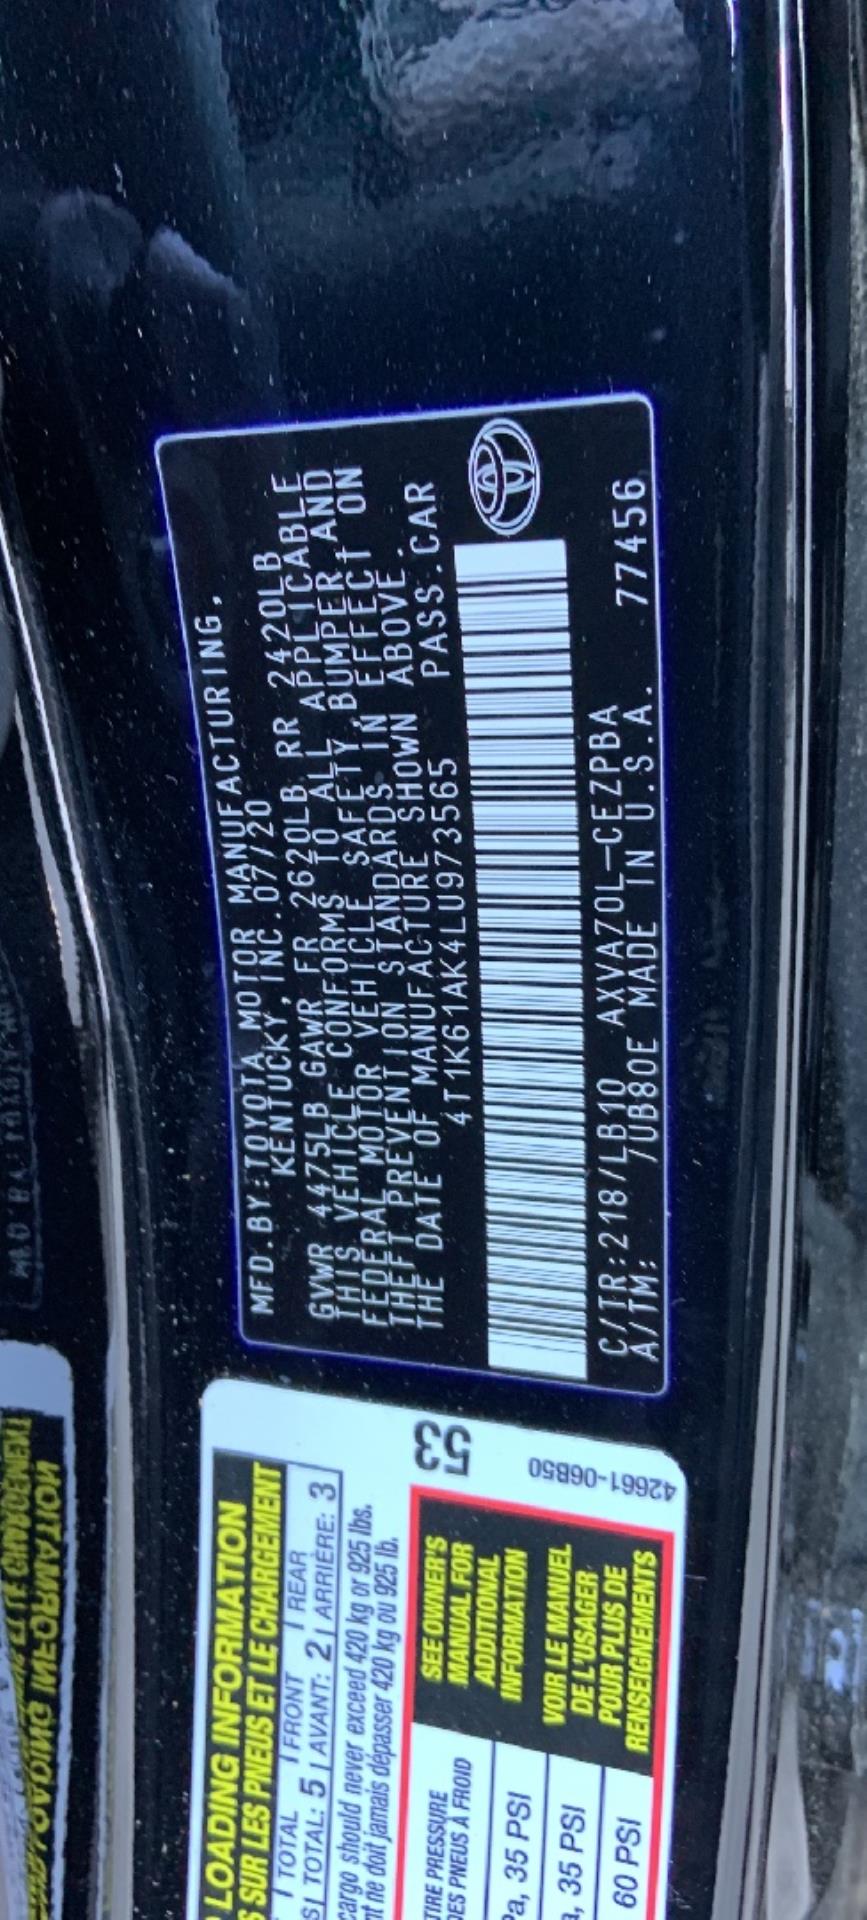 MFD.BY:TOYOTA MOTOR MANUFACTURING,
KENTUCKY, INC.07/20
GVWR 4475LB GAWR FR 2620LB RR 2420LB
THIS VEHICLE CONFORMS TO ALL APPLICABLE
FEDERAL MOTOR VEHICLE SAFETY,BUMPER,AND
THEFT PREVENTION STANDARDS IN EFFECT ON
THE DATE OF MANUFACTURE SHOWN ABOVE.
4T1K61AK4LU973565 PASS.CAR
C/TR:218/LB10 AXVA70L-CEZPBA
A/TM: /UB80E MADE IN U.S.A. 77456
LOADING INFORMATION
SUR LES PNEUS ET LE CHARGEMENT
TOTAL FRONT REAR
TOTAL: 5 AVANT: 2 ARRIÈRE: 3
cargo should never exceed 420 kg or 925 lbs.
ne doit jamais dépasser 420 kg ou 925 lb.
53
42661-06B50
TIRE PRESSURE
DES PNEUS À FROID
35 PSI
35 PSI
60 PSI
SEE OWNER'S
MANUAL FOR
ADDITIONAL
INFORMATION
VOIR LE MANUEL
DE L'USAGER
POUR PLUS DE
RENSEIGNEMENTS